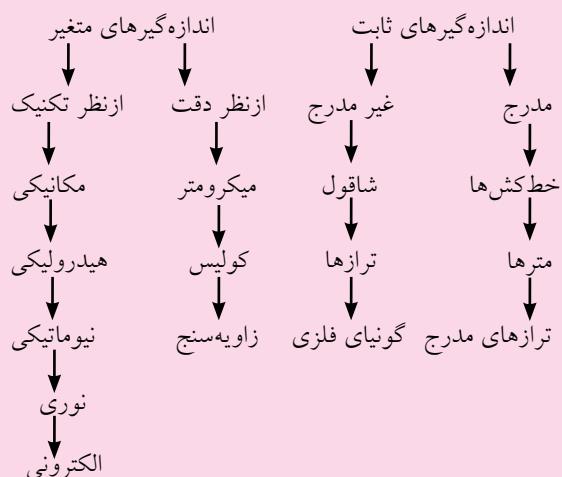 اندازه‌گیرهای ثابت اندازه‌گیرهای متغیر
مدرج غیر مدرج ازنظر دقت ازنظر تکنیک
خط‌کش‌ها شاقول میکرومتر مکانیکی
مترها ترازها کولیس هیدرولیکی
ترازهای مدرج گونیای فلزی زاویه‌سنج نیوماتیکی
نوری
الکترونی